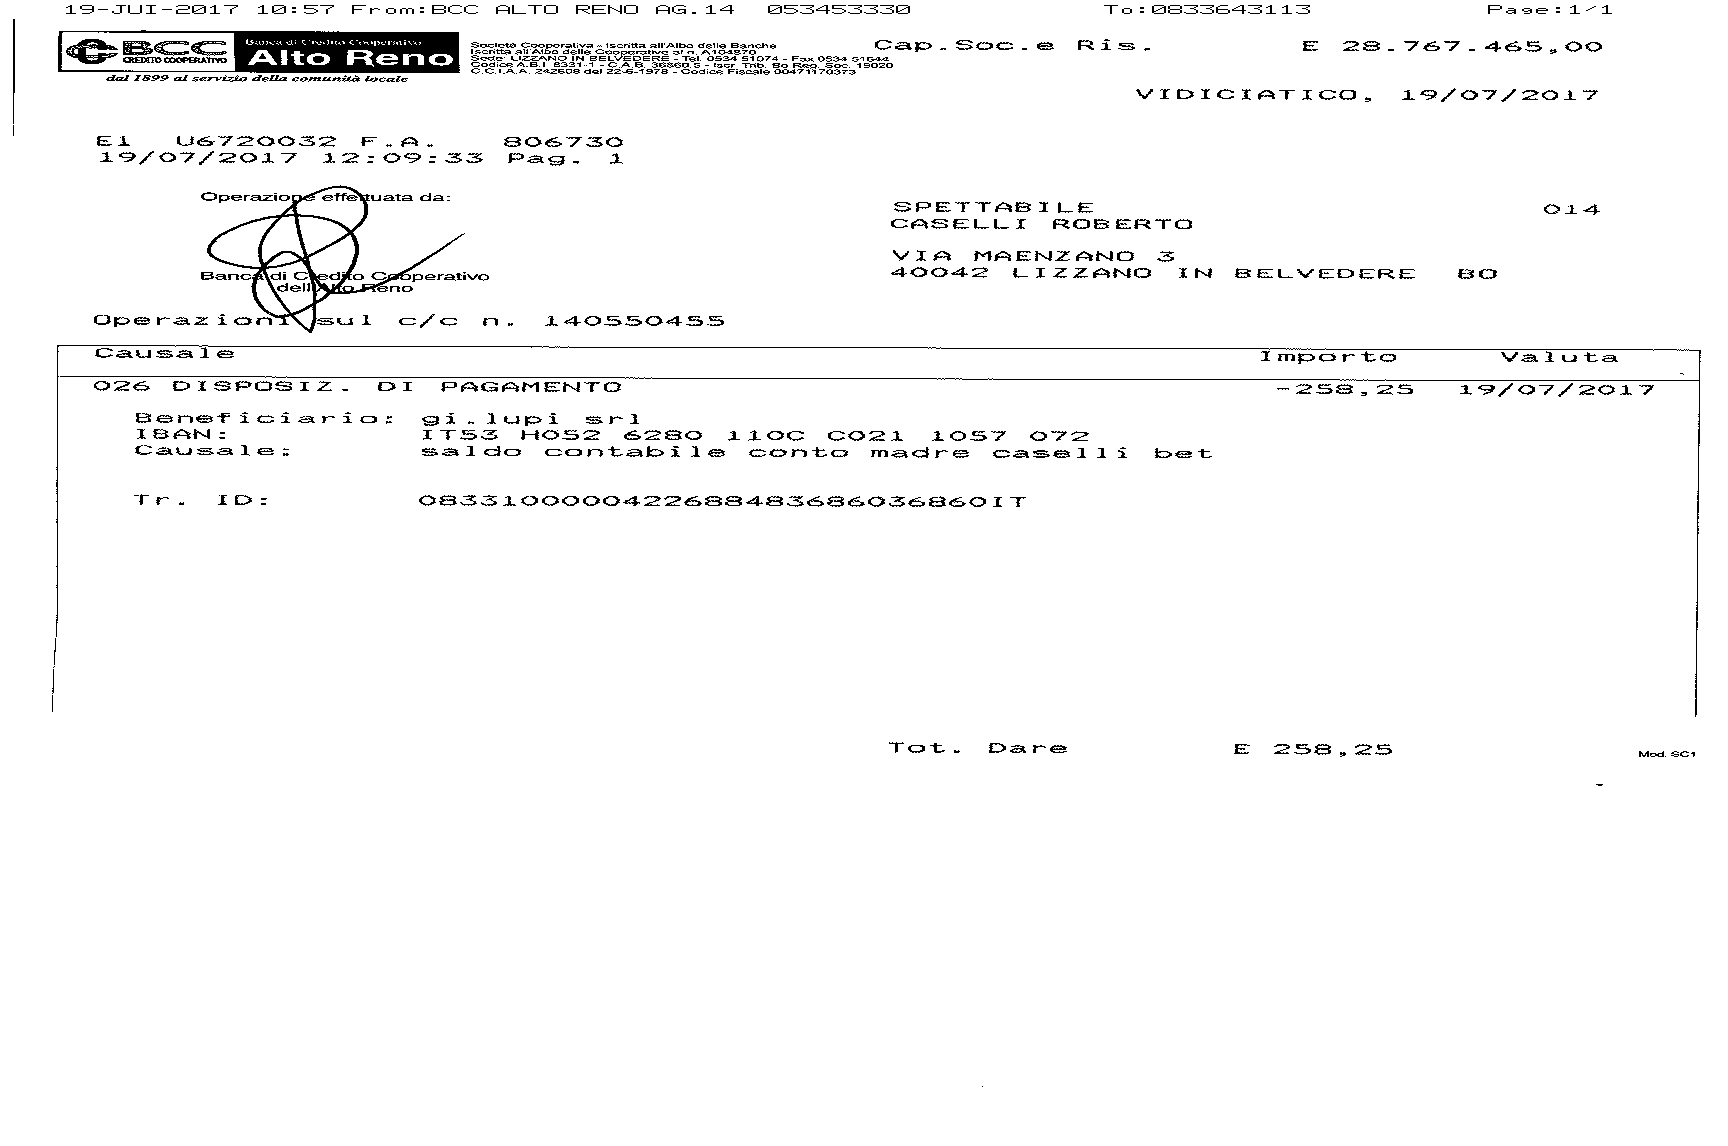 19-JUI-2017 10:57 From:BCC ALTO RENO AG.14 053453330 To:0833643113 Page:1/1
BCC
CREDITO COOPERATIVO
Banca di Credito Cooperativo
Alto Reno
dal 1899 al servizio della comunità locale
Società Cooperativa - Iscritta all'Albo delle Banche
Iscritta all'Albo delle Cooperative al n. A104870
Sede: LIZZANO IN BELVEDERE - Tel. 0534 51074 - Fax 0534 51644
Codice A.B.I. 8331-1 - C.A.B. 36860.5 - Iscr. Trib. Bo Reg. Soc. 19020
C.C.I.A.A. 242608 del 22-6-1978 - Codice Fiscale 00471170373
Cap.Soc.e Ris. E 28.767.465,00
VIDICIATICO, 19/07/2017
E1 U6720032 F.A. 806730
19/07/2017 12:09:33 Pag. 1
Operazione effettuata da:
Banca di Credito Cooperativo
dell'Alto Reno
SPETTABILE 014
CASELLI ROBERTO
VIA MAENZANO 3
40042 LIZZANO IN BELVEDERE BO
Operazioni sul c/c n. 140550455
Causale Importo Valuta
026 DISPOSIZ. DI PAGAMENTO -258,25 19/07/2017
Beneficiario: gi.lupi srl
IBAN: IT53 H052 6280 110C C021 1057 072
Causale: saldo contabile conto madre caselli bet
Tr. ID: 0833100000422688483686036860IT
Tot. Dare E 258,25
Mod. SC1